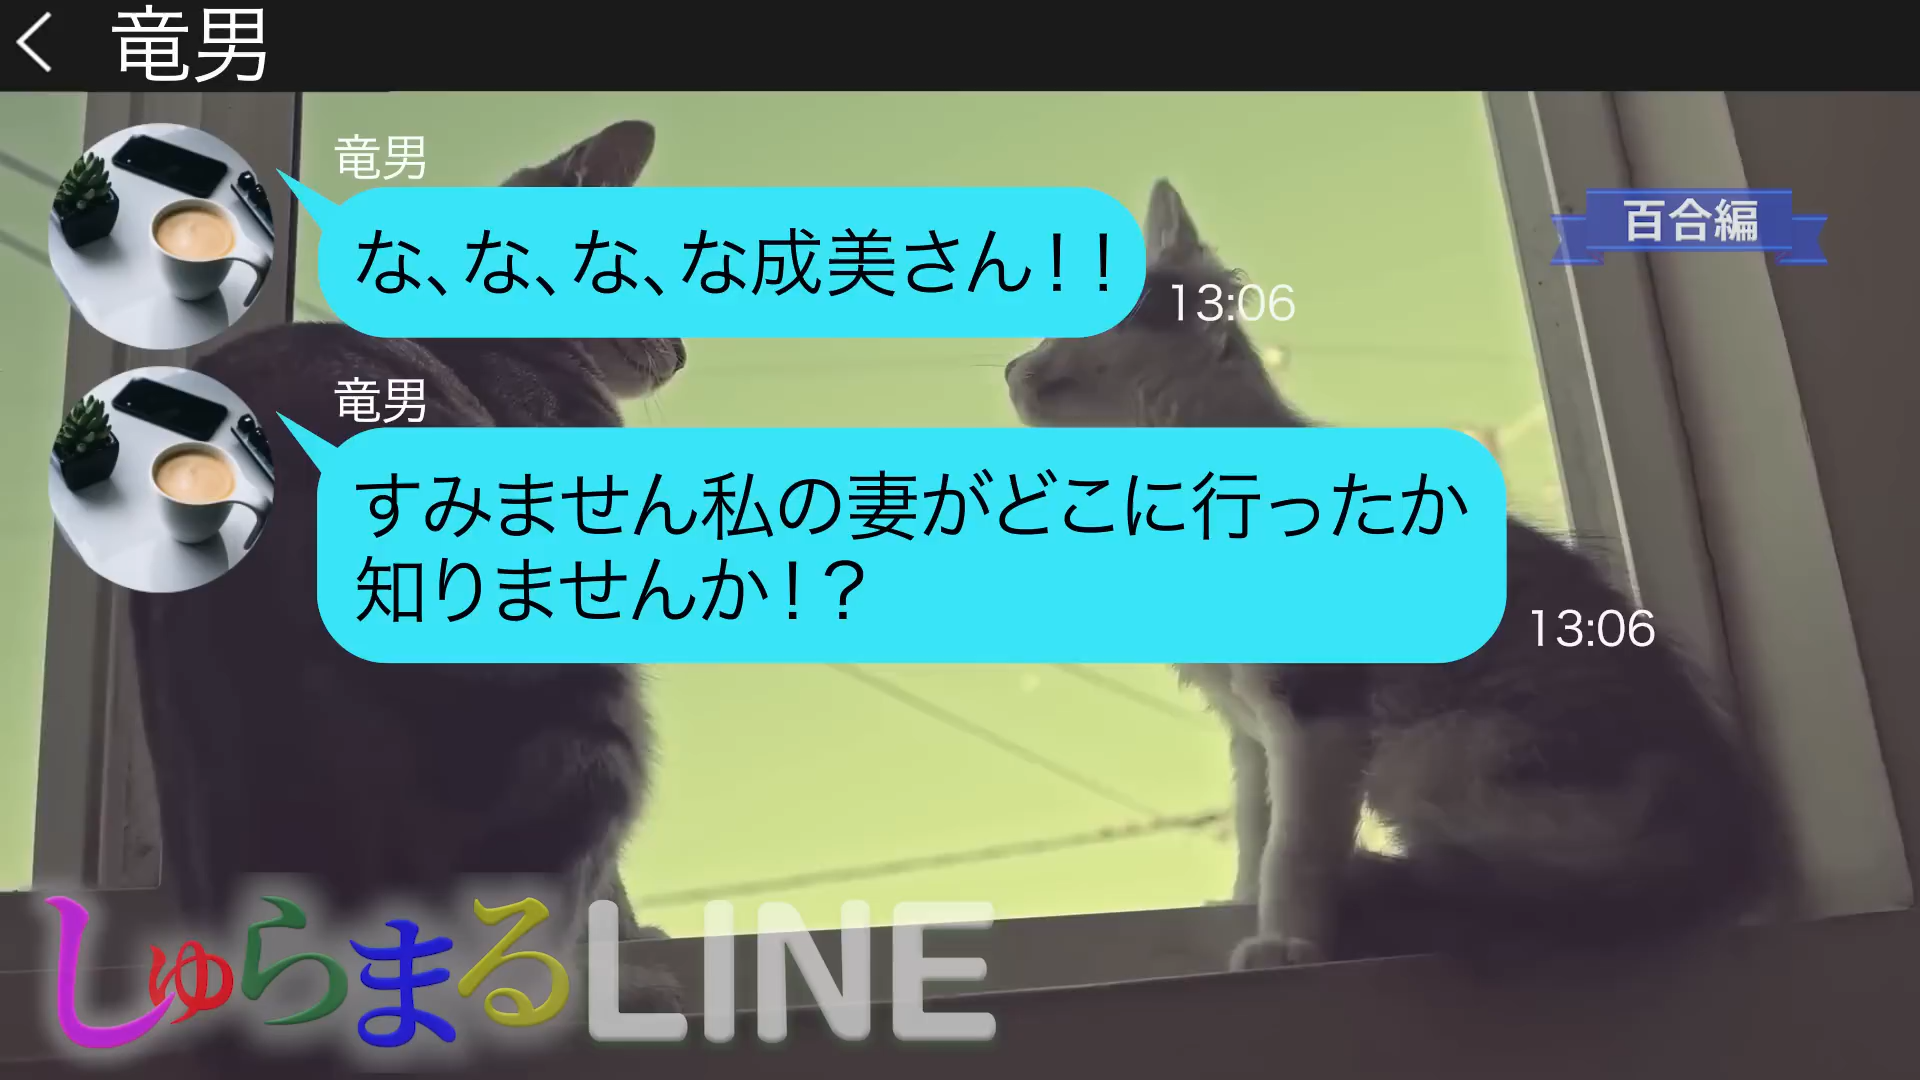 竜男
竜男
な、な、な、な成美さん！！
13:06
百合編
竜男
すみません私の妻がどこに行ったか
知りませんか！？
13:06
しゅらまるLINE